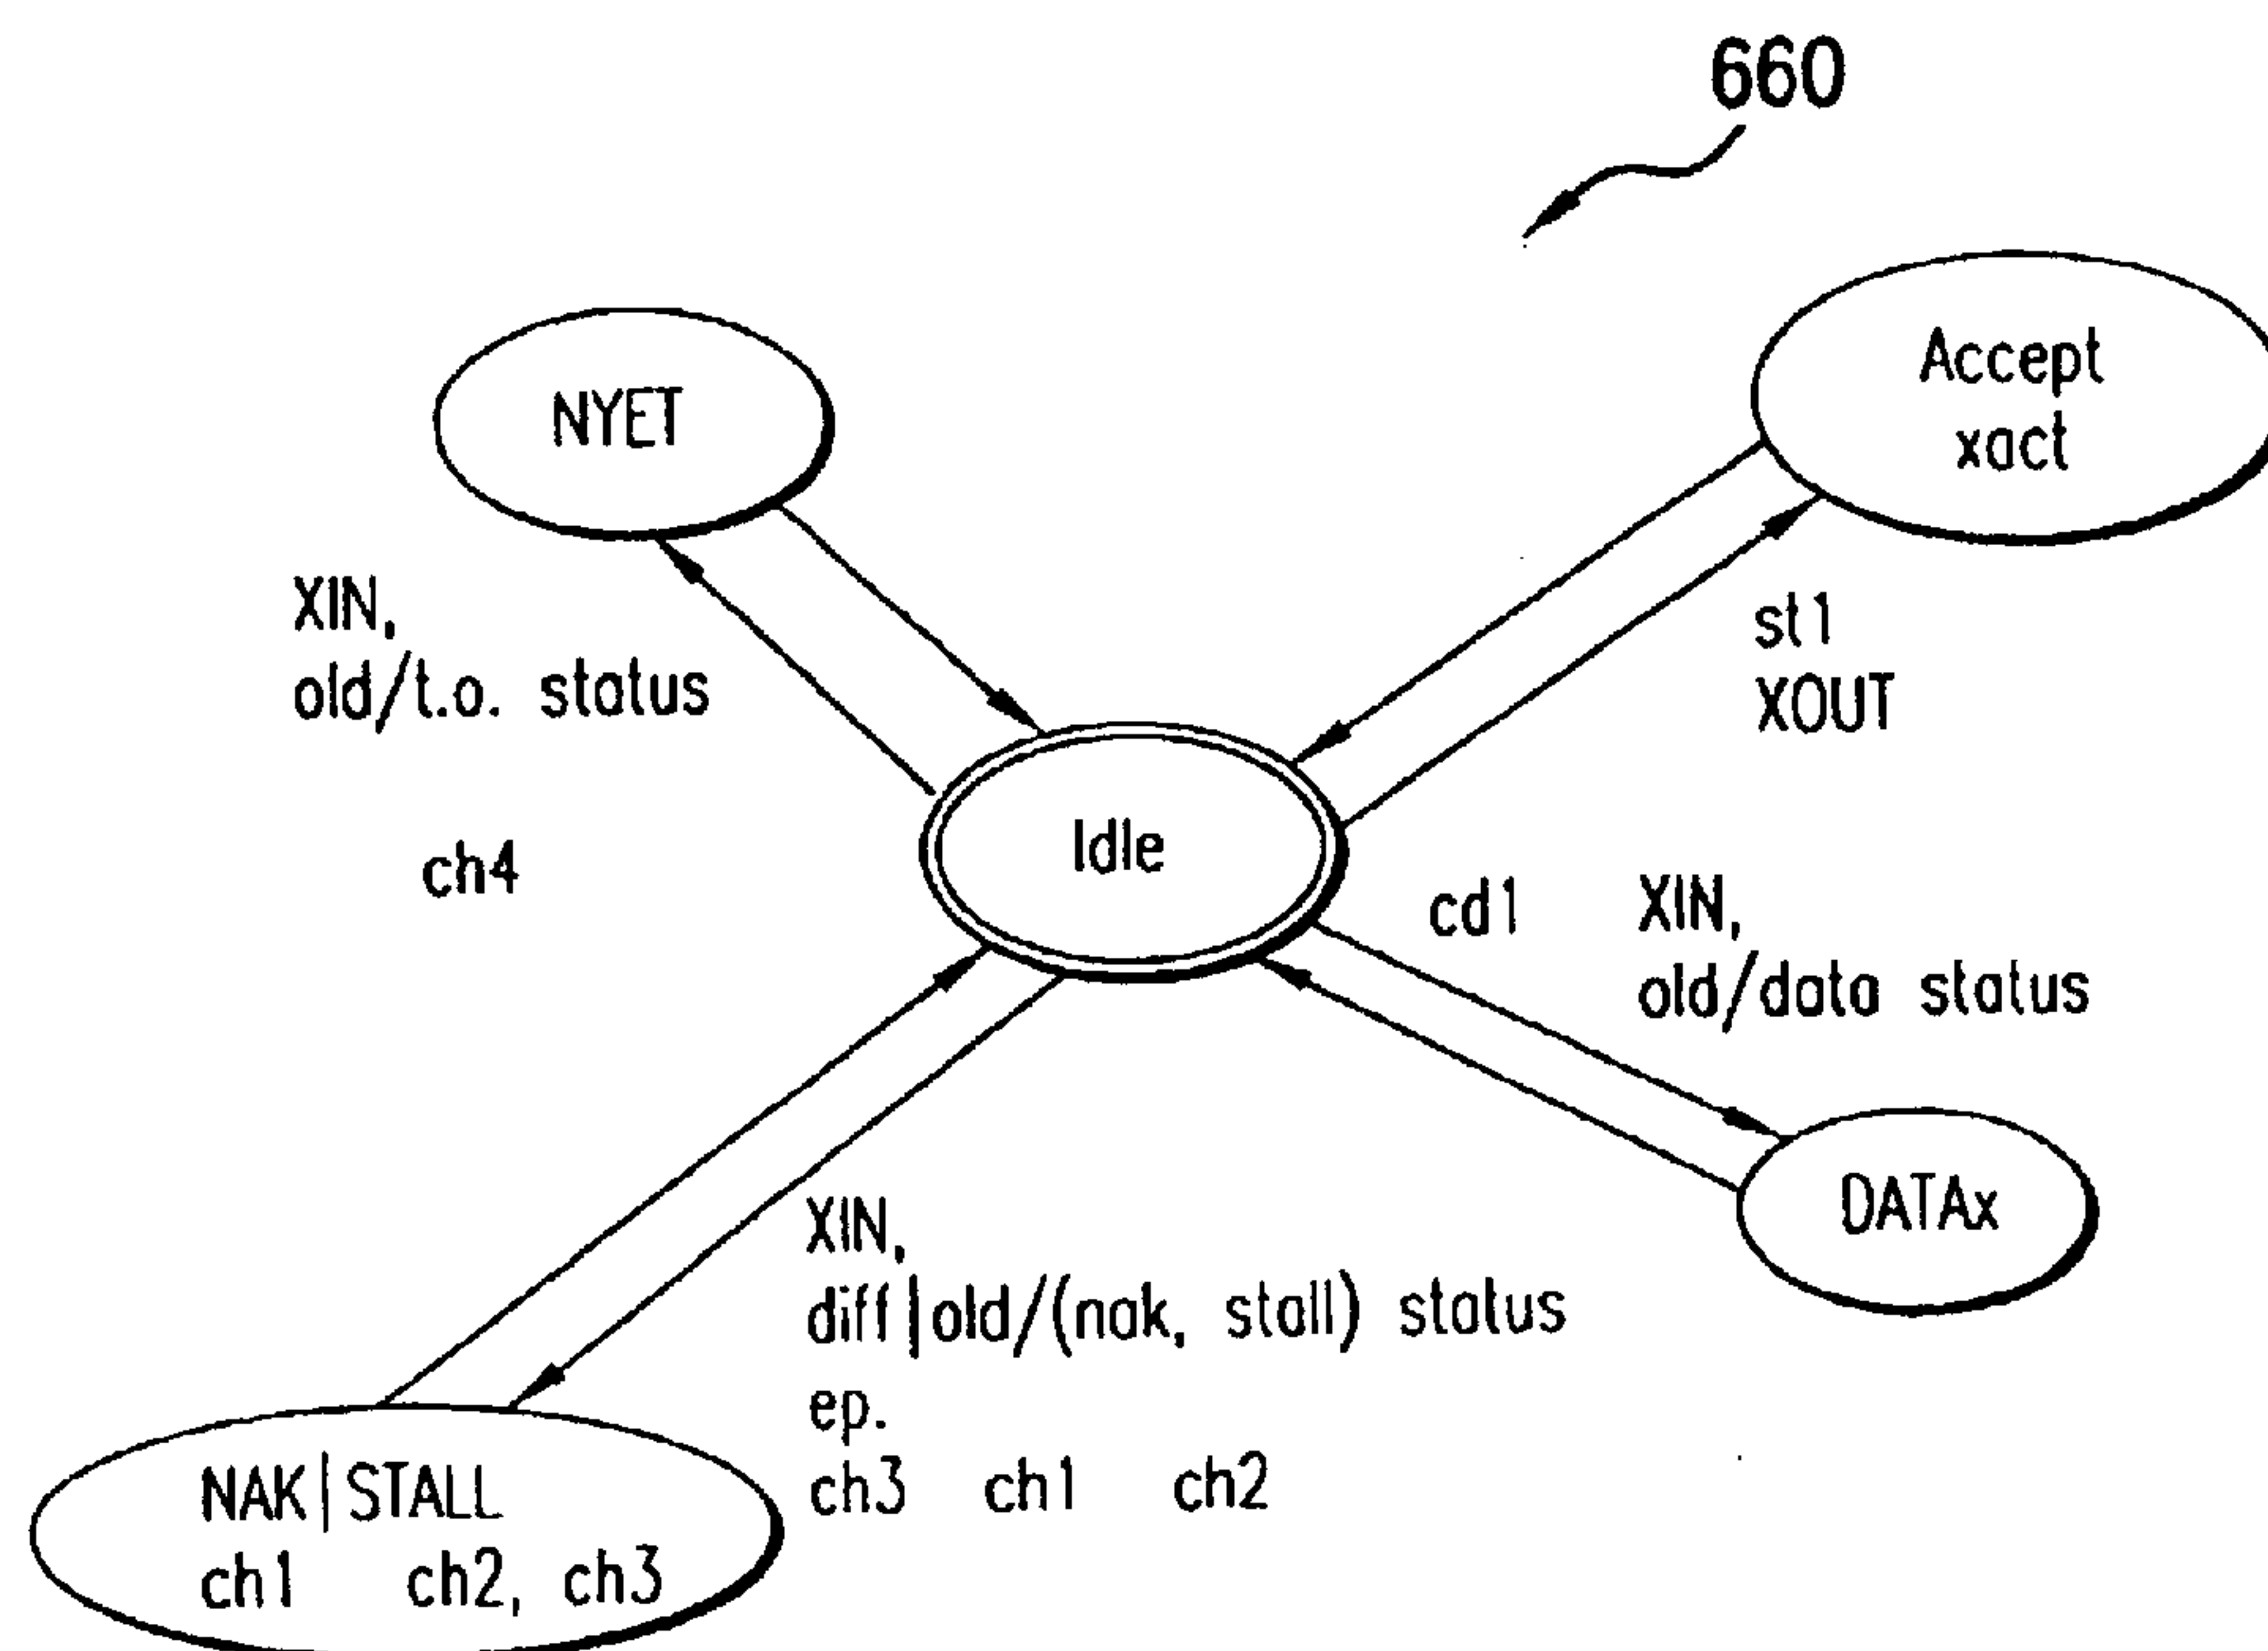 660
Accept
xact
NYET
XIN,
old/t.o. status
st1
XOUT
Idle
ch4
cd1
XIN,
old/data status
DATAx
XIN,
diff|old/(nak, stall) status
ep.
ch3 ch1 ch2
NAK|STALL
ch1 ch2, ch3